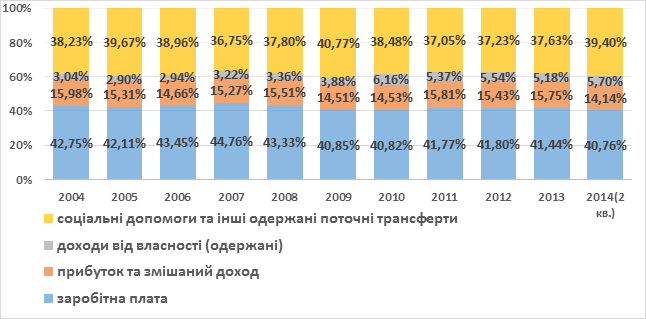 100%
80%
60%
40%
20%
0%
38,23% 39,67% 38,96% 36,75% 37,80% 40,77% 38,48% 37,05% 37,23% 37,63% 39,40%
3,04% 2,90% 2,94% 3,22% 3,36% 3,88% 6,16% 5,37% 5,54% 5,18% 5,70%
15,98% 15,31% 14,66% 15,27% 15,51% 14,51% 14,53% 15,81% 15,43% 15,75% 14,14%
42,75% 42,11% 43,45% 44,76% 43,33% 40,85% 40,82% 41,77% 41,80% 41,44% 40,76%
2004 2005 2006 2007 2008 2009 2010 2011 2012 2013 2014(2
кв.)
соціальні допомоги та інші одержані поточні трансферти
доходи від власності (одержані)
прибуток та змішаний доход
заробітна плата